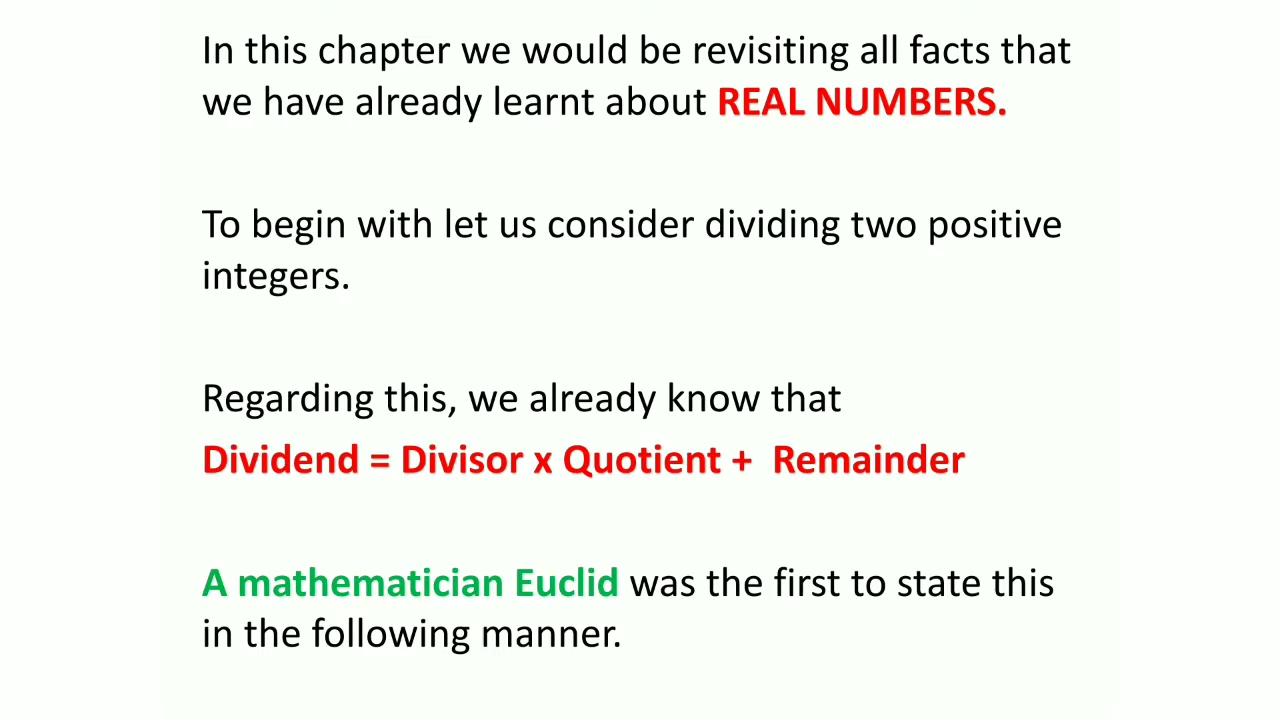 In this chapter we would be revisiting all facts that
we have already learnt about REAL NUMBERS.
To begin with let us consider dividing two positive
integers.
Regarding this, we already know that
Dividend = Divisor x Quotient +  Remainder
A mathematician Euclid was the first to state this
in the following manner.